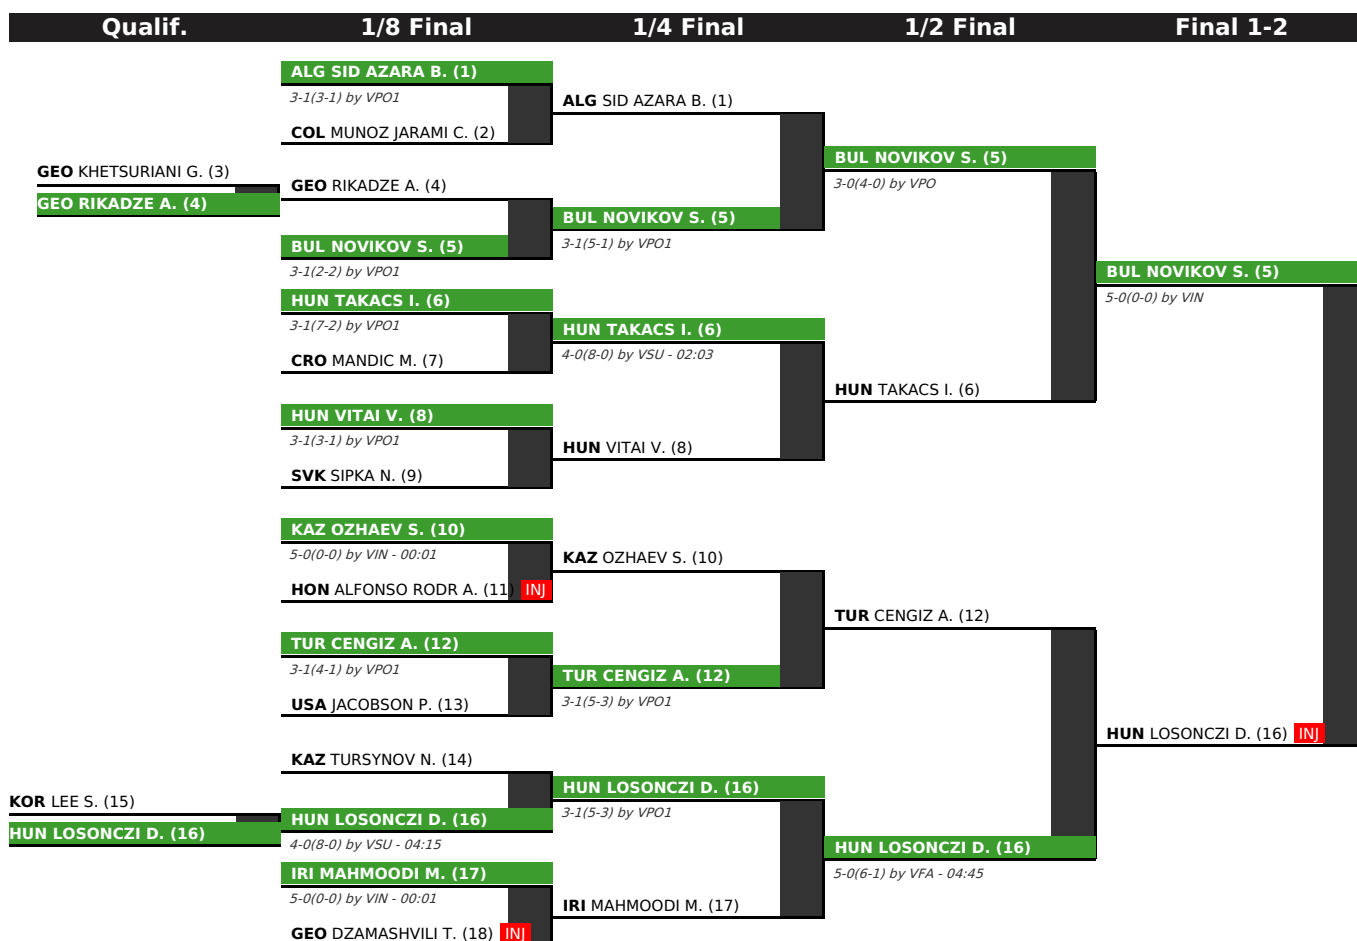 Qualif.
1/8 Final
1/4 Final
1/2 Final
Final 1-2
GEO KHETSURIANI G. (3)
GEO RIKADZE A. (4)
KOR LEE S. (15)
HUN LOSONCZI D. (16)
ALG SID AZARA B. (1)
3-1(3-1) by VPO1
COL MUNOZ JARAMI C. (2)
GEO RIKADZE A. (4)
BUL NOVIKOV S. (5)
3-1(2-2) by VPO1
HUN TAKACS I. (6)
3-1(7-2) by VPO1
CRO MANDIC M. (7)
HUN VITAI V. (8)
3-1(3-1) by VPO1
SVK SIPKA N. (9)
KAZ OZHAEV S. (10)
5-0(0-0) by VIN - 00:01
HON ALFONSO RODR A. (11) INJ
TUR CENGIZ A. (12)
3-1(4-1) by VPO1
USA JACOBSON P. (13)
KAZ TURSYNOV N. (14)
HUN LOSONCZI D. (16)
4-0(8-0) by VSU - 04:15
IRI MAHMOODI M. (17)
5-0(0-0) by VIN - 00:01
GEO DZAMASHVILI T. (18) INJ
ALG SID AZARA B. (1)
BUL NOVIKOV S. (5)
3-1(5-1) by VPO1
HUN TAKACS I. (6)
4-0(8-0) by VSU - 02:03
HUN VITAI V. (8)
KAZ OZHAEV S. (10)
TUR CENGIZ A. (12)
3-1(5-3) by VPO1
HUN LOSONCZI D. (16)
3-1(5-3) by VPO1
IRI MAHMOODI M. (17)
BUL NOVIKOV S. (5)
3-0(4-0) by VPO
HUN TAKACS I. (6)
TUR CENGIZ A. (12)
HUN LOSONCZI D. (16)
5-0(6-1) by VFA - 04:45
BUL NOVIKOV S. (5)
5-0(0-0) by VIN
HUN LOSONCZI D. (16) INJ